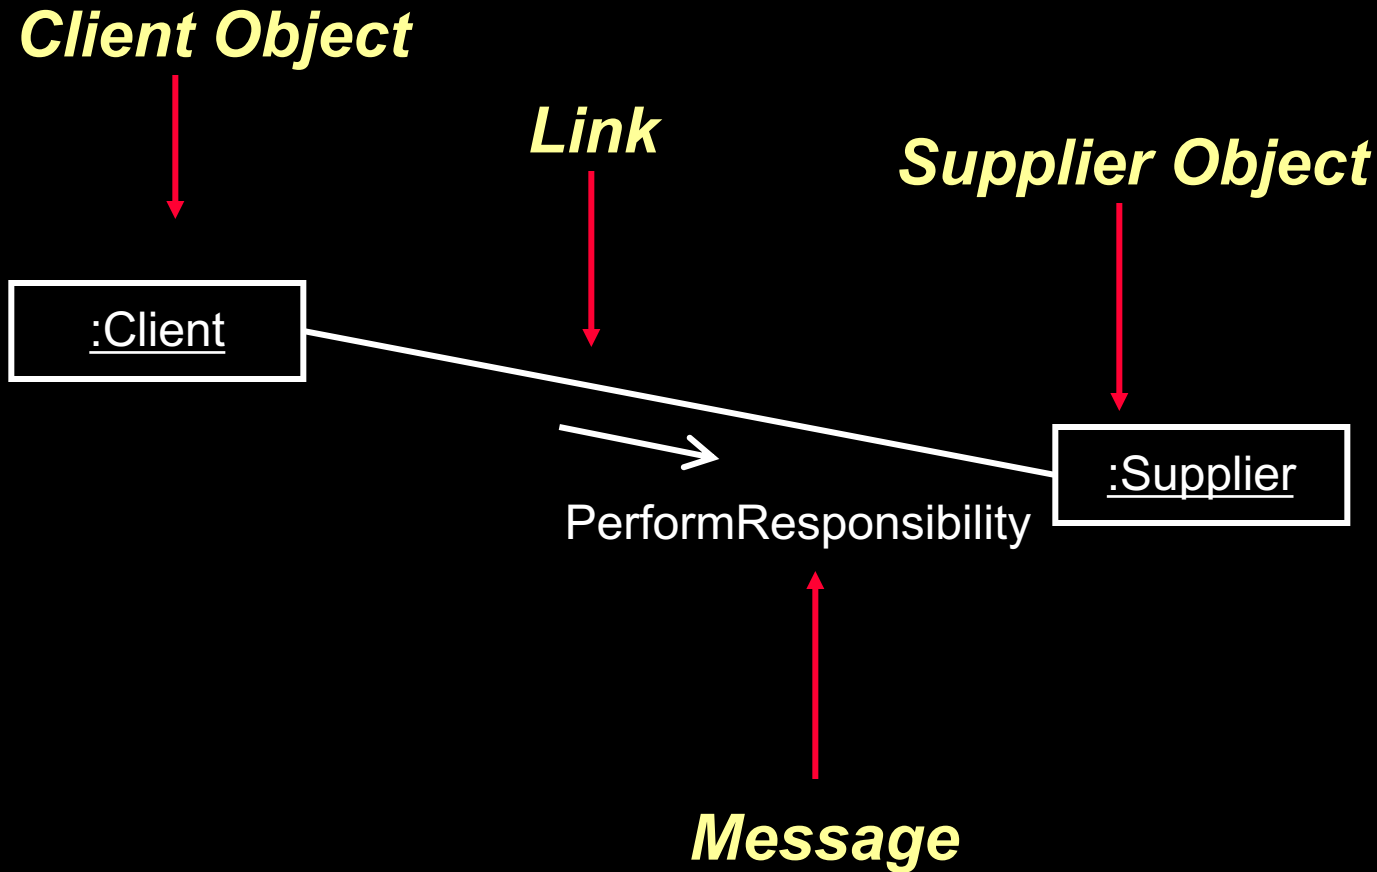 Client Object
Link
Supplier Object
:Client
:Supplier
PerformResponsibility
Message